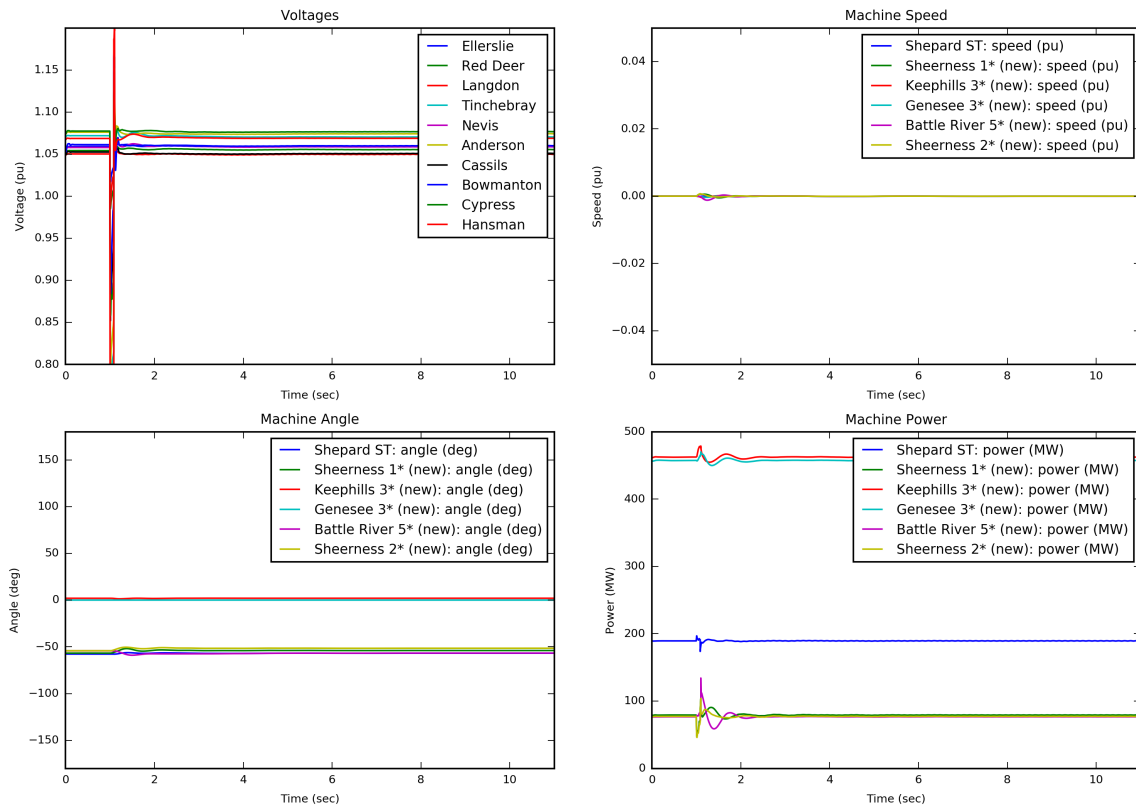 Voltages
Voltage (pu)
1.15
1.10
1.05
1.00
0.95
0.90
0.85
0.80
0 2 4 6 8 10
Time (sec)
Ellerslie
Red Deer
Langdon
Tinchebray
Nevis
Anderson
Cassils
Bowmanton
Cypress
Hansman
Machine Speed
Speed (pu)
0.04
0.02
0.00
−0.02
−0.04
0 2 4 6 8 10
Time (sec)
Shepard ST: speed (pu)
Sheerness 1* (new): speed (pu)
Keephills 3* (new): speed (pu)
Genesee 3* (new): speed (pu)
Battle River 5* (new): speed (pu)
Sheerness 2* (new): speed (pu)
Machine Angle
Angle (deg)
150
100
50
0
−50
−100
−150
0 2 4 6 8 10
Time (sec)
Shepard ST: angle (deg)
Sheerness 1* (new): angle (deg)
Keephills 3* (new): angle (deg)
Genesee 3* (new): angle (deg)
Battle River 5* (new): angle (deg)
Sheerness 2* (new): angle (deg)
Machine Power
Power (MW)
500
400
300
200
100
0
0 2 4 6 8 10
Time (sec)
Shepard ST: power (MW)
Sheerness 1* (new): power (MW)
Keephills 3* (new): power (MW)
Genesee 3* (new): power (MW)
Battle River 5* (new): power (MW)
Sheerness 2* (new): power (MW)